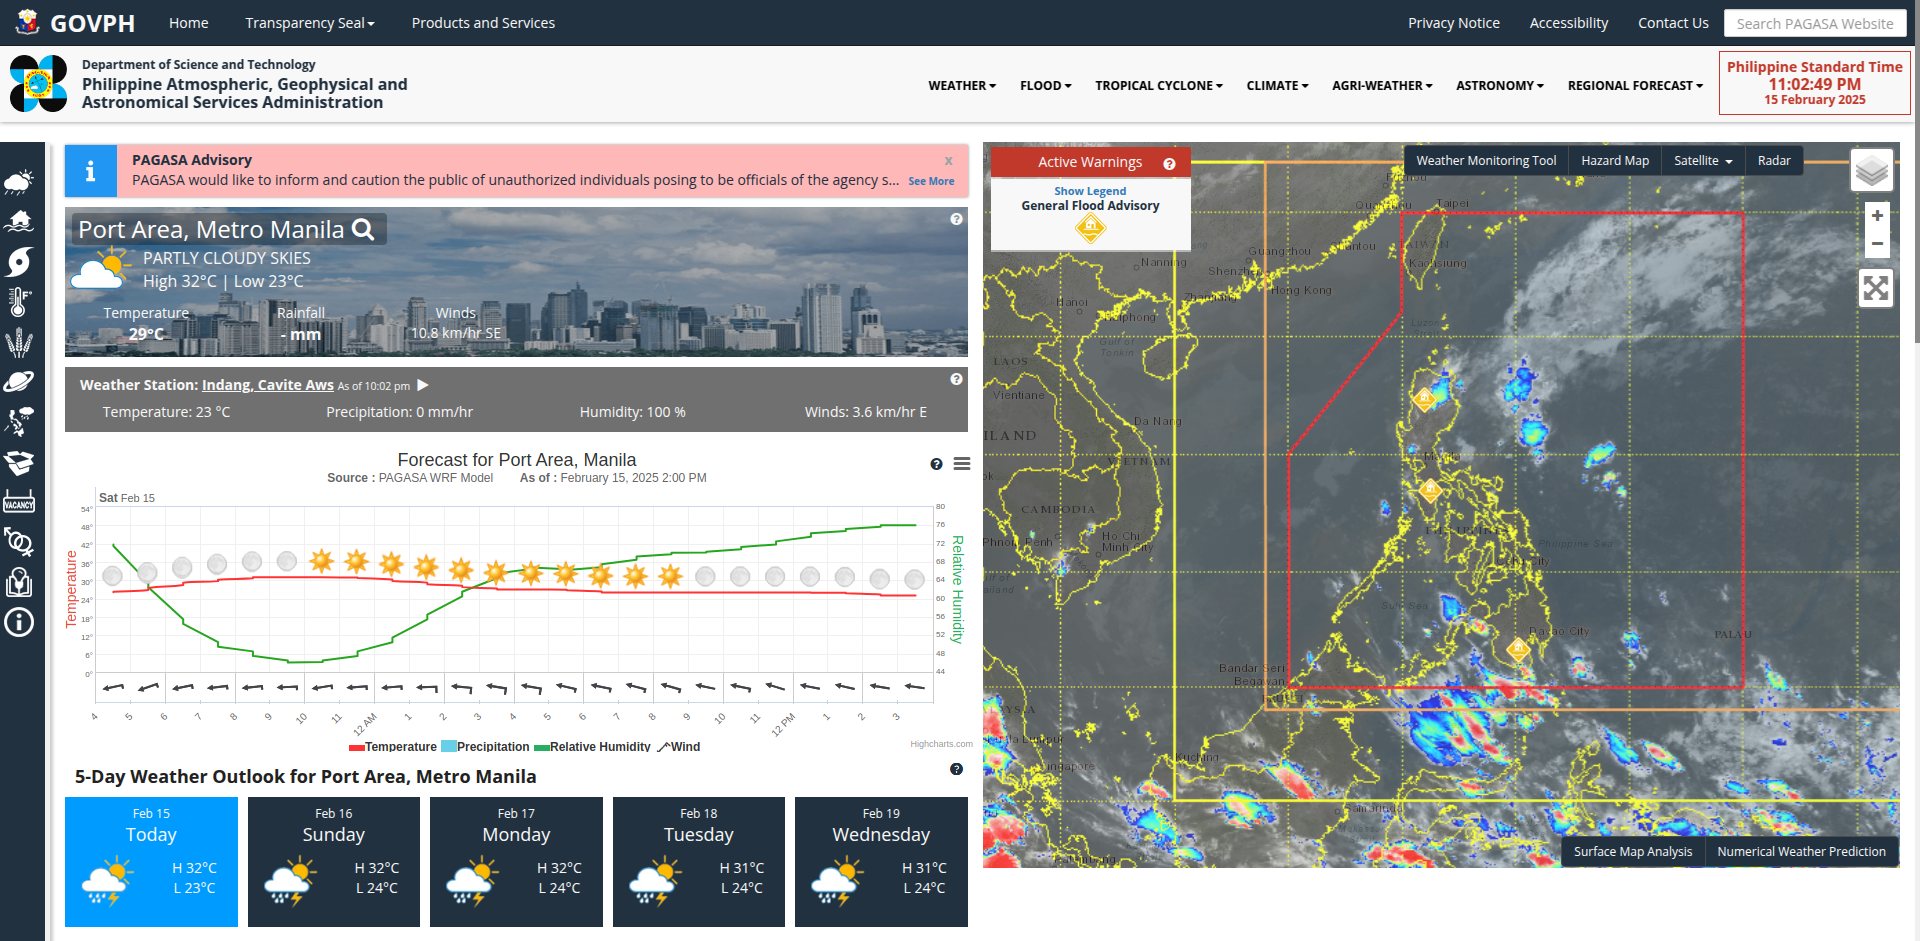 GOVPH
Home
Transparency Seal
Products and Services
Privacy Notice
Accessibility
Contact Us
Search PAGASA Website
Department of Science and Technology
Philippine Atmospheric, Geophysical and
Astronomical Services Administration
WEATHER
FLOOD
TROPICAL CYCLONE
CLIMATE
AGRI-WEATHER
ASTRONOMY
REGIONAL FORECAST
Philippine Standard Time
11:02:49 PM
15 February 2025
PAGASA Advisory
x
PAGASA would like to inform and caution the public of unauthorized individuals posing to be officials of the agency s... See More
Port Area, Metro Manila
PARTLY CLOUDY SKIES
High 32°C | Low 23°C
Temperature
29°C
Rainfall
- mm
Winds
10.8 km/hr SE
Weather Station: Indang, Cavite Aws As of 10:02 pm
Temperature: 23 °C
Precipitation: 0 mm/hr
Humidity: 100 %
Winds: 3.6 km/hr E
Forecast for Port Area, Manila
Source : PAGASA WRF Model As of : February 15, 2025 2:00 PM
Sat Feb 15
Temperature
54°
48°
42°
36°
30°
24°
18°
12°
6°
0°
80
76
72
68
64
60
56
52
48
44
Relative Humidity
4 5 6 7 8 9 10 11 12 AM 1 2 3 4 5 6 7 8 9 10 11 12 PM 1 2 3
Temperature Precipitation Relative Humidity Wind
Highcharts.com
5-Day Weather Outlook for Port Area, Metro Manila
Feb 15
Today
H 32°C
L 23°C
Feb 16
Sunday
H 32°C
L 24°C
Feb 17
Monday
H 32°C
L 24°C
Feb 18
Tuesday
H 31°C
L 24°C
Feb 19
Wednesday
H 31°C
L 24°C
VACANCY
Active Warnings
Show Legend
General Flood Advisory
Weather Monitoring Tool
Hazard Map
Satellite
Radar
+
−
Taipei
Guangzhou
Kaohsiung
Nanning
Shenzhen
Hong Kong
Hanoi
Luzon
Gulf of
Tonkin
LAOS
Vientiane
Da Nang
VIETNAM
CAMBODIA
Phnom Penh
Ho Chi
Minh City
Philippine Sea
Sulu Sea
Davao City
PALAU
Bandar Seri
Begawan
Kuching
Surface Map Analysis
Numerical Weather Prediction